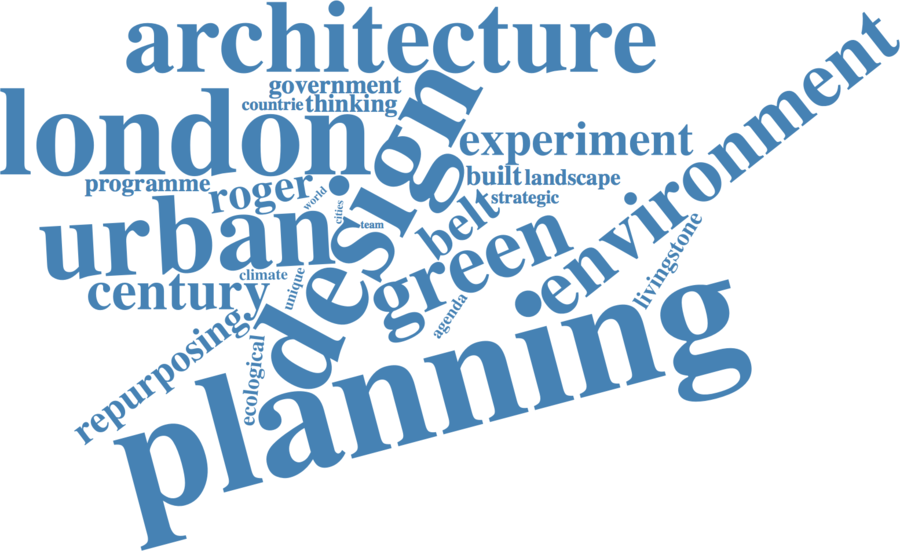 architecture
government
countrie thinking
london
design
environment
experiment
programme
roger
built landscape
strategic
world
cities
team
urban
belt
green
climate
century
unique
agenda
livingstone
repurposing
ecological
planning